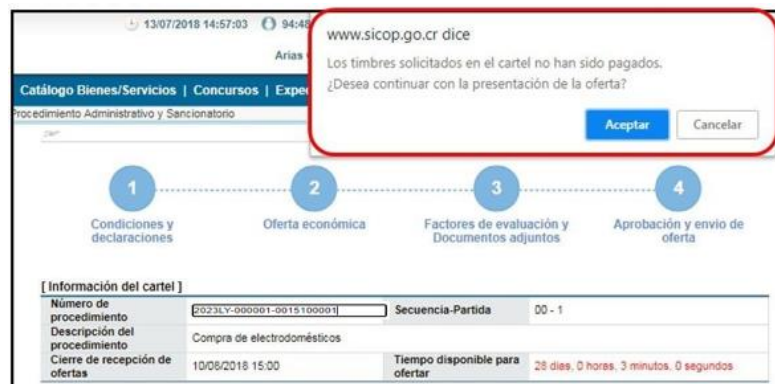 13/07/2018 14:57:03 94:48
Arias
Catálogo Bienes/Servicios | Concursos | Exped
Procedimiento Administrativo y Sancionatorio
www.sicop.go.cr dice
Los timbres solicitados en el cartel no han sido pagados.
¿Desea continuar con la presentación de la oferta?
Aceptar Cancelar
1 2 3 4
Condiciones y declaraciones
Oferta económica
Factores de evaluación y Documentos adjuntos
Aprobación y envio de oferta
[ Información del cartel ]
Número de procedimiento 2023LY-000001-0015100001 Secuencia-Partida 00 - 1
Descripción del procedimiento Compra de electrodomésticos
Cierre de recepción de ofertas 10/08/2018 15:00 Tiempo disponible para ofertar 28 dias, 0 horas, 3 minutos, 0 segundos